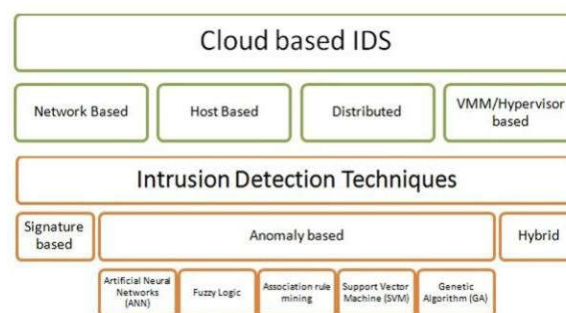 Cloud based IDS
Network Based
Host Based
Distributed
VMM/Hypervisor
based
Intrusion Detection Techniques
Signature
based
Anomaly based
Hybrid
Artificial Neural
Networks
(ANN)
Fuzzy Logic
Association rule
mining
Support Vector
Machine (SVM)
Genetic
Algorithm (GA)